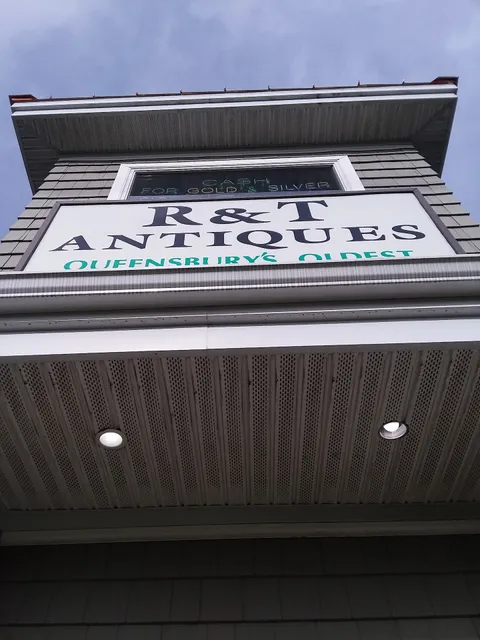 CASH
FOR GOLD & SILVER
R&T
ANTIQUES
QUEENSBURY'S OLDEST